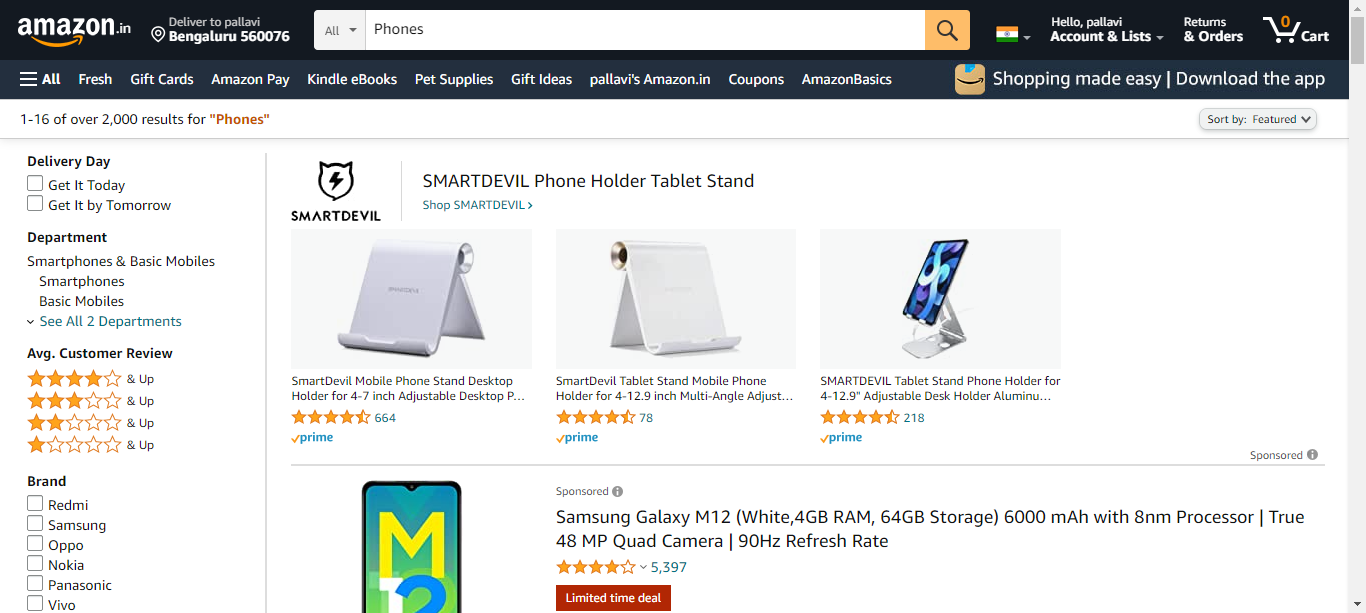 amazon.in
Deliver to pallavi
Bengaluru 560076
All
Phones
Hello, pallavi
Account & Lists
Returns
& Orders
0
Cart
All
Fresh
Gift Cards
Amazon Pay
Kindle eBooks
Pet Supplies
Gift Ideas
pallavi's Amazon.in
Coupons
AmazonBasics
Shopping made easy | Download the app
1-16 of over 2,000 results for "Phones"
Sort by: Featured
Delivery Day
Get It Today
Get It by Tomorrow
Department
Smartphones & Basic Mobiles
Smartphones
Basic Mobiles
See All 2 Departments
Avg. Customer Review
& Up
& Up
& Up
& Up
Brand
Redmi
Samsung
Oppo
Nokia
Panasonic
Vivo
SMARTDEVIL
SMARTDEVIL Phone Holder Tablet Stand
Shop SMARTDEVIL
SMARTDEVIL
SmartDevil Mobile Phone Stand Desktop
Holder for 4-7 inch Adjustable Desktop P...
664
prime
SmartDevil Tablet Stand Mobile Phone
Holder for 4-12.9 inch Multi-Angle Adjust...
78
prime
SMARTDEVIL Tablet Stand Phone Holder for
4-12.9" Adjustable Desk Holder Aluminu...
218
prime
Sponsored
M
12
Sponsored
Samsung Galaxy M12 (White,4GB RAM, 64GB Storage) 6000 mAh with 8nm Processor | True
48 MP Quad Camera | 90Hz Refresh Rate
5,397
Limited time deal